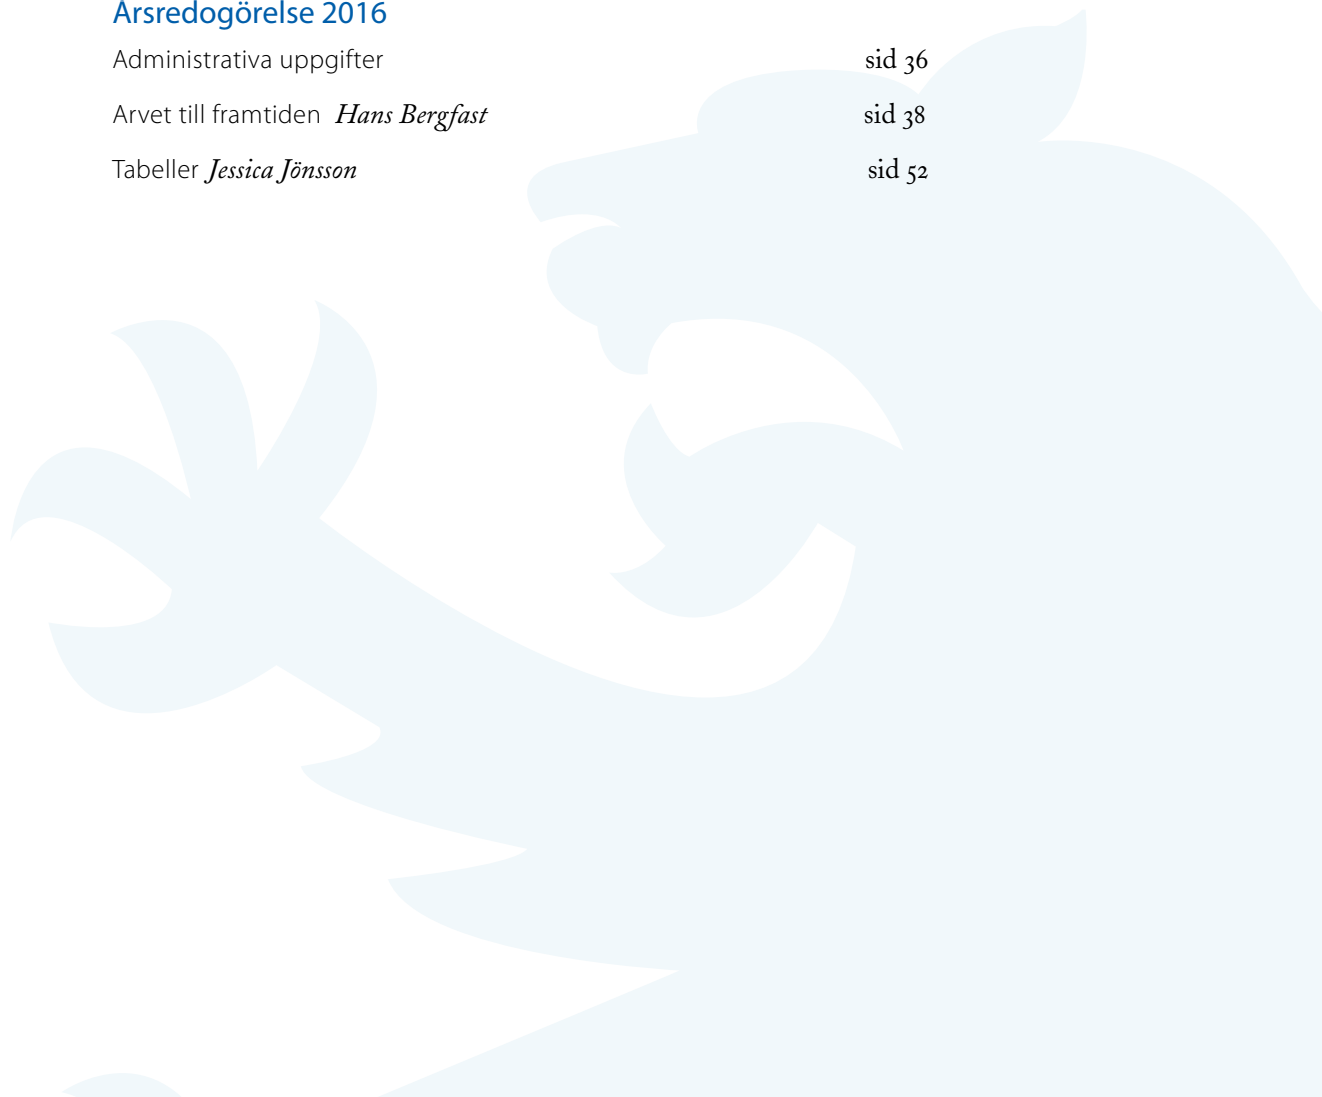 Årsredogörelse 2016
Administrativa uppgifter sid 36
Arvet till framtiden Hans Bergfast sid 38
Tabeller Jessica Jönsson sid 52